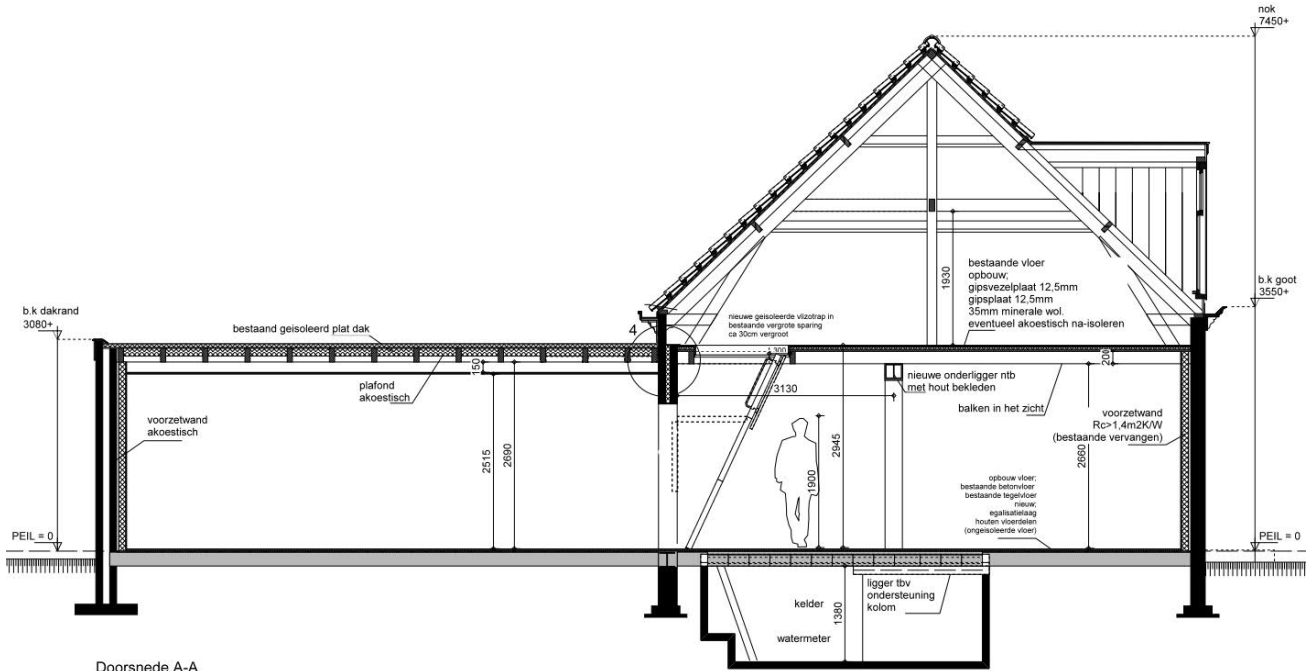 nok
7450+
b.k goot
3550+
b.k dakrand
3080+
bestaand geisoleerd plat dak
4
nieuwe geisoleerde vlizotrap in
bestaande vergrote sparing
ca 30cm vergroot
1930
bestaande vloer
opbouw;
gipsvezelplaat 12,5mm
gipsplaat 12,5mm
35mm minerale wol.
eventueel akoestisch na-isoleren
300
200
150
plafond
akoestisch
nieuwe onderligger ntb
met hout bekleden
3130
balken in het zicht
voorzetwand
akoestisch
voorzetwand
Rc>1,4m2K/W
(bestaande vervangen)
2515
2690
1900
2945
2660
opbouw vloer;
bestaande betonvloer
bestaande tegelvloer
nieuw;
egalisatielaag
houten vloerdelen
(ongeisoleerde vloer)
PEIL = 0
PEIL = 0
ligger tbv
ondersteuning
kolom
kelder
1380
watermeter
Doorsnede A-A